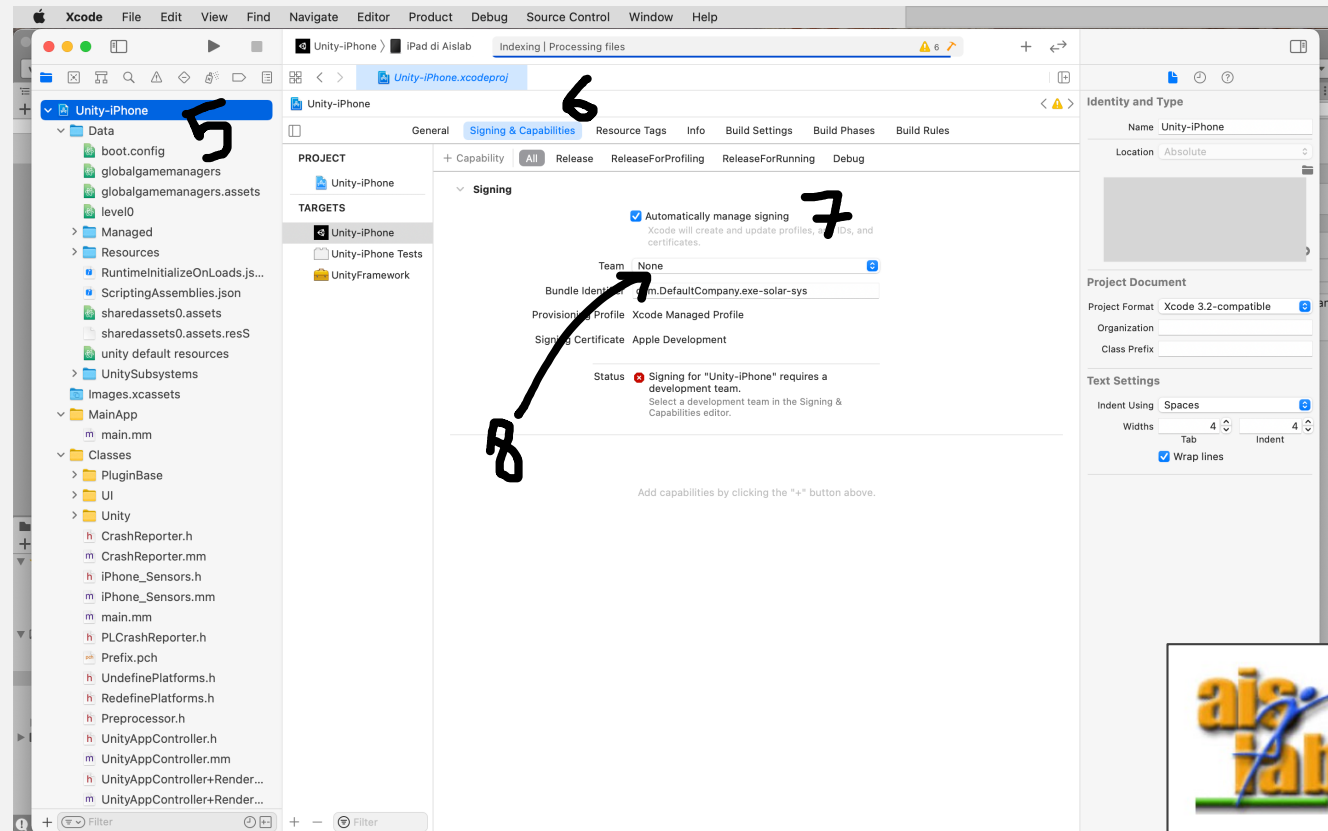 Xcode File Edit View Find Navigate Editor Product Debug Source Control Window Help
Unity-iPhone iPad di Aislab Indexing | Processing files 6
Unity-iPhone.xcodeproj
Unity-iPhone
5
6
General Signing & Capabilities Resource Tags Info Build Settings Build Phases Build Rules
+ Capability All Release ReleaseForProfiling ReleaseForRunning Debug
Unity-iPhone
Data
boot.config
globalgamemanagers
globalgamemanagers.assets
level0
Managed
Resources
RuntimeInitializeOnLoads.js...
ScriptingAssemblies.json
sharedassets0.assets
sharedassets0.assets.resS
unity default resources
UnitySubsystems
Images.xcassets
MainApp
main.mm
Classes
PluginBase
UI
Unity
CrashReporter.h
CrashReporter.mm
iPhone_Sensors.h
iPhone_Sensors.mm
main.mm
PLCrashReporter.h
Prefix.pch
UndefinePlatforms.h
RedefinePlatforms.h
Preprocessor.h
UnityAppController.h
UnityAppController.mm
UnityAppController+Render...
UnityAppController+Render...
Filter
PROJECT
Unity-iPhone
TARGETS
Unity-iPhone
Unity-iPhone Tests
UnityFramework
Filter
Signing
Automatically manage signing
7
Xcode will create and update profiles, IDs, and
certificates.
Team None
Bundle Identifier .DefaultCompany.exe-solar-sys
Provisioning Profile Xcode Managed Profile
Signing Certificate Apple Development
Status Signing for "Unity-iPhone" requires a
development team.
Select a development team in the Signing &
Capabilities editor.
8
Add capabilities by clicking the "+" button above.
Identity and Type
Name Unity-iPhone
Location Absolute
Project Document
Project Format Xcode 3.2-compatible
Organization
Class Prefix
Text Settings
Indent Using Spaces
Widths 4 4
Tab Indent
Wrap lines
ais
lab